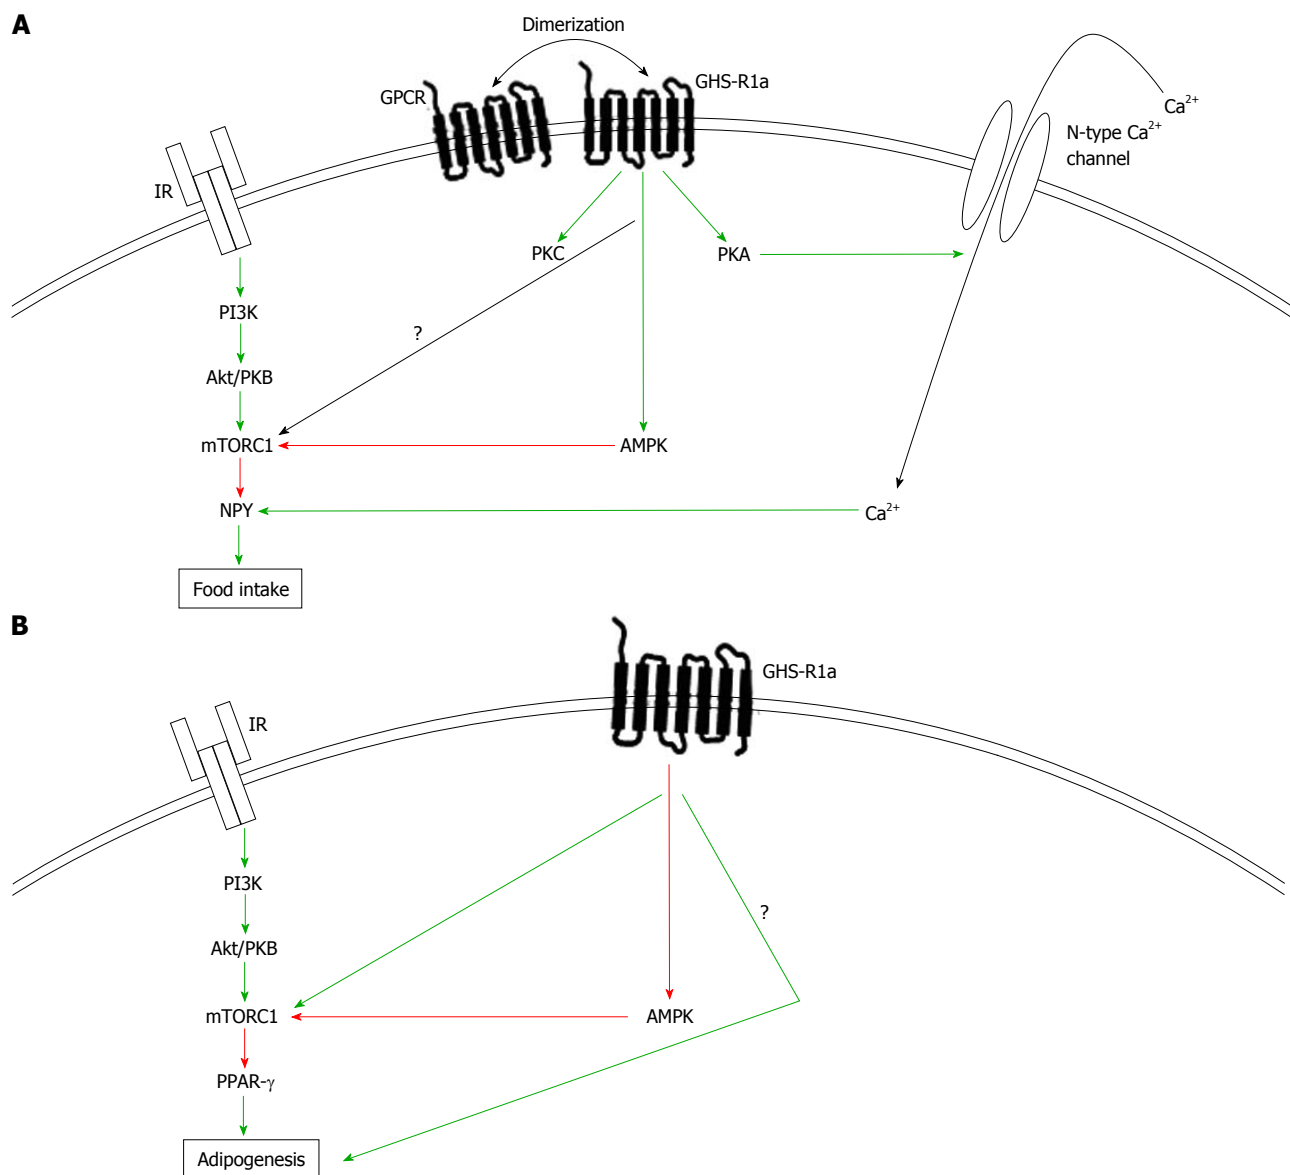 A
Dimerization
GPCR
GHS-R1a
Ca²⁺
N-type Ca²⁺
channel
IR
PKC
PKA
PI3K
?
Akt/PKB
mTORC1
AMPK
NPY
Ca²⁺
Food intake
B
GHS-R1a
IR
PI3K
?
Akt/PKB
mTORC1
AMPK
PPAR-γ
Adipogenesis